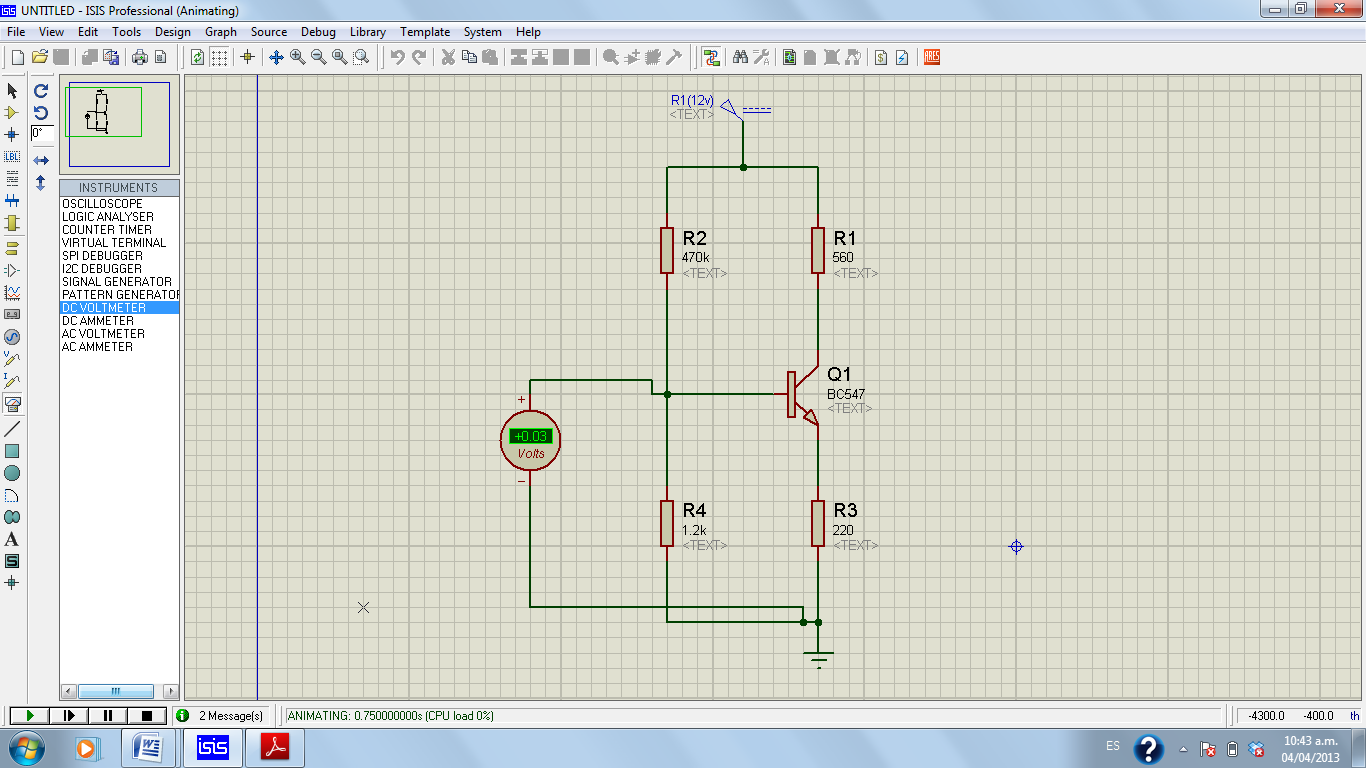 UNTITLED - ISIS Professional (Animating)
File View Edit Tools Design Graph Source Debug Library Template System Help
LBL
0°
INSTRUMENTS
OSCILLOSCOPE
LOGIC ANALYSER
COUNTER TIMER
VIRTUAL TERMINAL
SPI DEBUGGER
I2C DEBUGGER
SIGNAL GENERATOR
PATTERN GENERATOR
DC VOLTMETER
DC AMMETER
AC VOLTMETER
AC AMMETER
R1(12v)
<TEXT>
R2
470k
<TEXT>
R1
560
<TEXT>
Q1
BC547
<TEXT>
+
+0.03
Volts
−
R4
1.2k
<TEXT>
R3
220
<TEXT>
2 Message(s)
ANIMATING: 0.750000000s (CPU load 0%)
-4300.0 -400.0 th
isis
ES
10:43 a.m.
04/04/2013